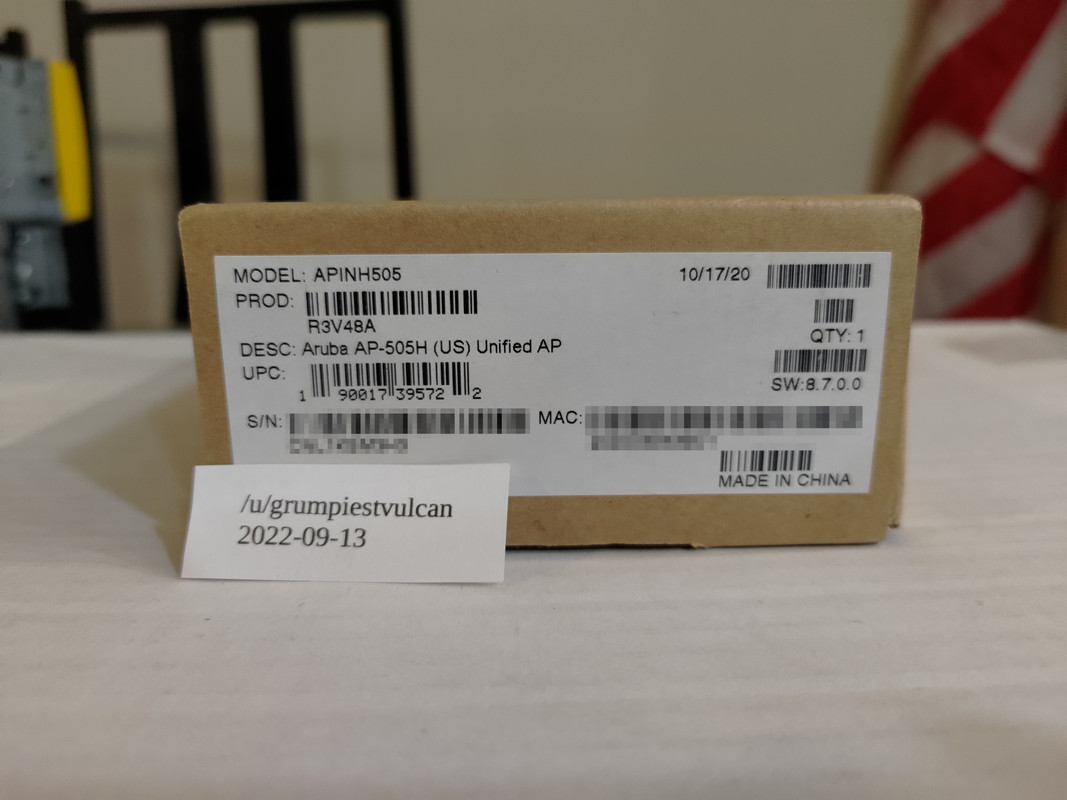 MODEL: APINH505
10/17/20
PROD:
R3V48A
QTY: 1
DESC: Aruba AP-505H (US) Unified AP
UPC:
1 90017 39572 2
SW:8.7.0.0
S/N:
MAC:
MADE IN CHINA
/u/grumpiestvulcan
2022-09-13